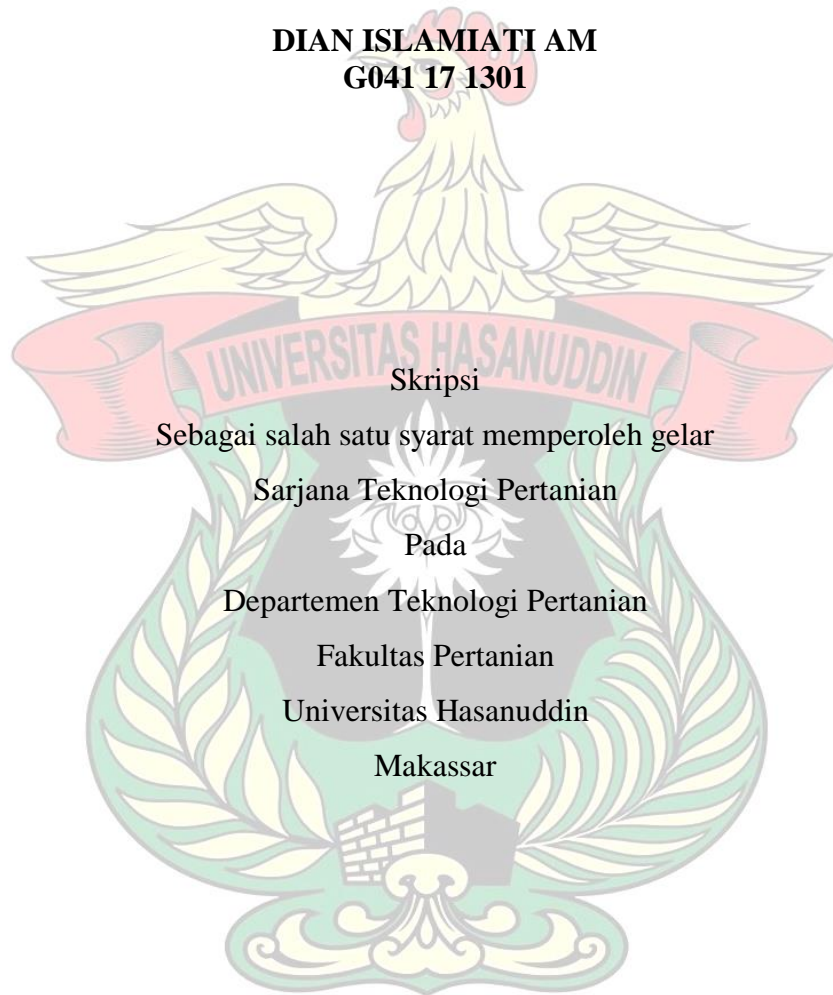 DIAN ISLAMIATI AM
G041 17 1301
UNIVERSITAS HASANUDDIN
Skripsi
Sebagai salah satu syarat memperoleh gelar
Sarjana Teknologi Pertanian
Pada
Departemen Teknologi Pertanian
Fakultas Pertanian
Universitas Hasanuddin
Makassar